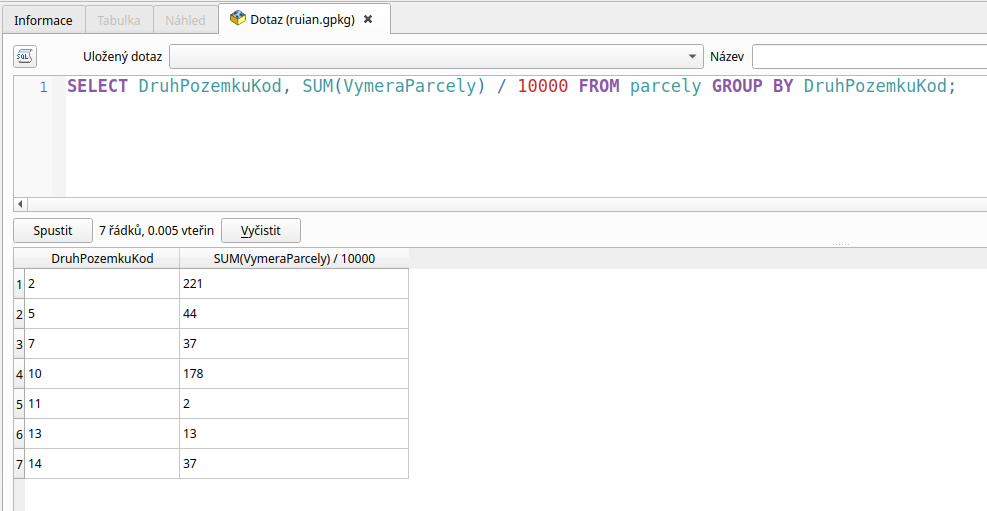 Informace Tabulka Náhled Dotaz (ruian.gpkg)
SQL Uložený dotaz Název
1 SELECT DruhPozemkuKod, SUM(VymeraParcely) / 10000 FROM parcely GROUP BY DruhPozemkuKod;
Spustit 7 řádků, 0.005 vteřin Vyčistit
DruhPozemkuKod SUM(VymeraParcely) / 10000
1 2 221
2 5 44
3 7 37
4 10 178
5 11 2
6 13 13
7 14 37